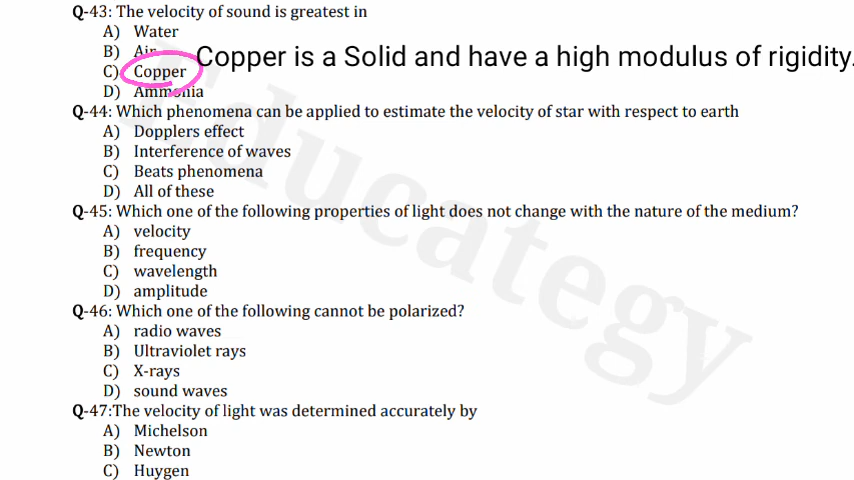 Q-43: The velocity of sound is greatest in
A) Water
B) Air
Copper is a Solid and have a high modulus of rigidity.
C) Copper
D) Ammonia
Q-44: Which phenomena can be applied to estimate the velocity of star with respect to earth
A) Dopplers effect
B) Interference of waves
C) Beats phenomena
D) All of these
Q-45: Which one of the following properties of light does not change with the nature of the medium?
A) velocity
B) frequency
C) wavelength
D) amplitude
Q-46: Which one of the following cannot be polarized?
A) radio waves
B) Ultraviolet rays
C) X-rays
D) sound waves
Q-47:The velocity of light was determined accurately by
A) Michelson
B) Newton
C) Huygen
Educategy